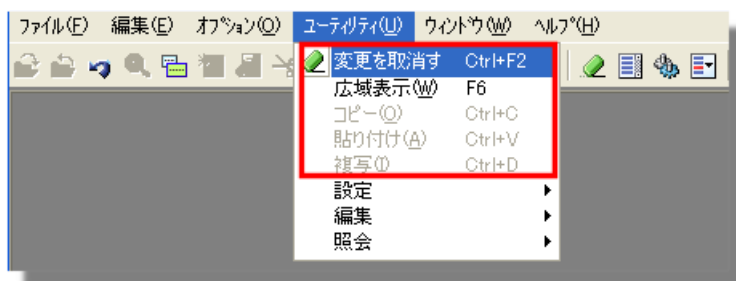 ファイル(F) 編集(E) オプション(O) ユーティリティ(U) ウィンドウ(W) ヘルプ(H)
変更を取消す Ctrl+F2
広域表示(W) F6
コピー(O) Ctrl+C
貼り付け(A) Ctrl+V
複写(I) Ctrl+D
設定
編集
照会